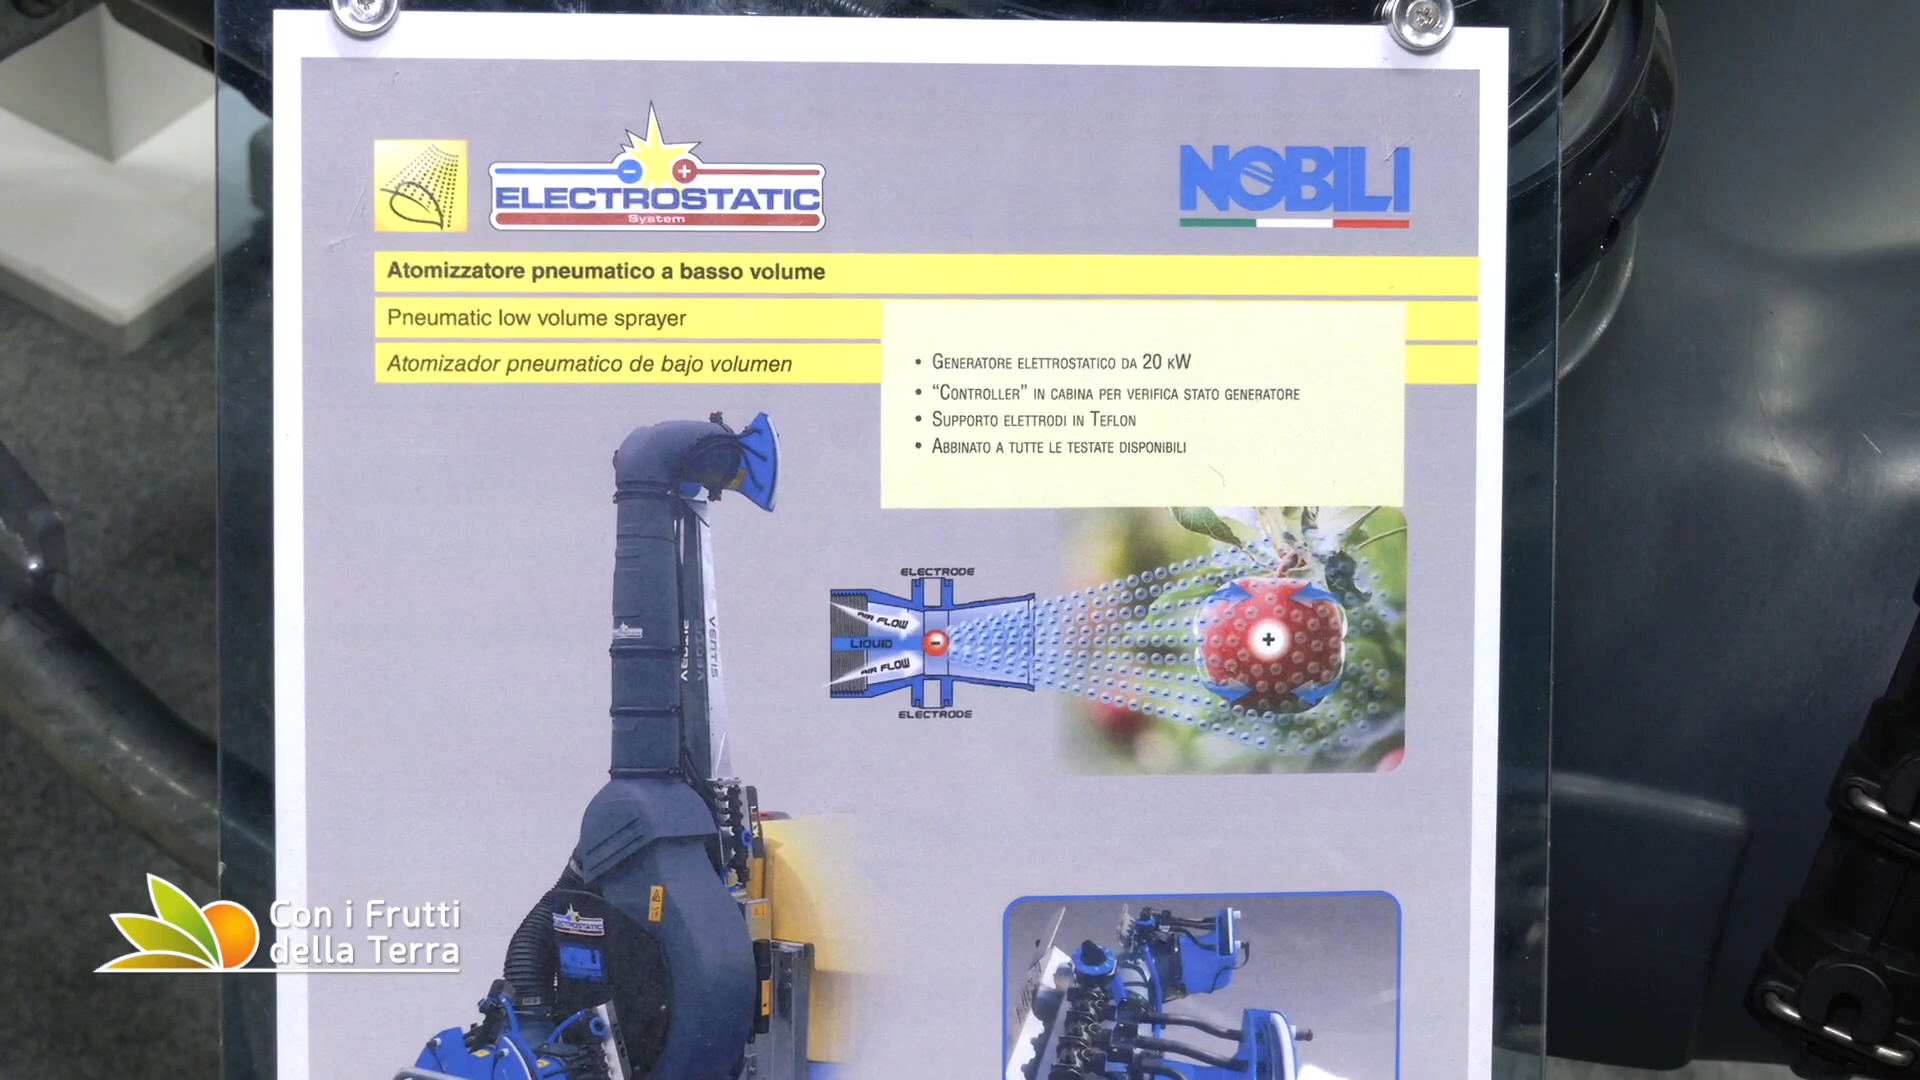 ELECTROSTATIC
System
NOBILI
Atomizzatore pneumatico a basso volume
Pneumatic low volume sprayer
Atomizador pneumatico de bajo volumen
• GENERATORE ELETTROSTATICO DA 20 KW
• “CONTROLLER” IN CABINA PER VERIFICA STATO GENERATORE
• SUPPORTO ELETTRODI IN TEFLON
• ABBINATO A TUTTE LE TESTATE DISPONIBILI
ELECTRODE
AIR FLOW
LIQUID
-
AIR FLOW
ELECTRODE
+
VENTIS
ELECTROSTATIC
Con i Frutti
della Terra